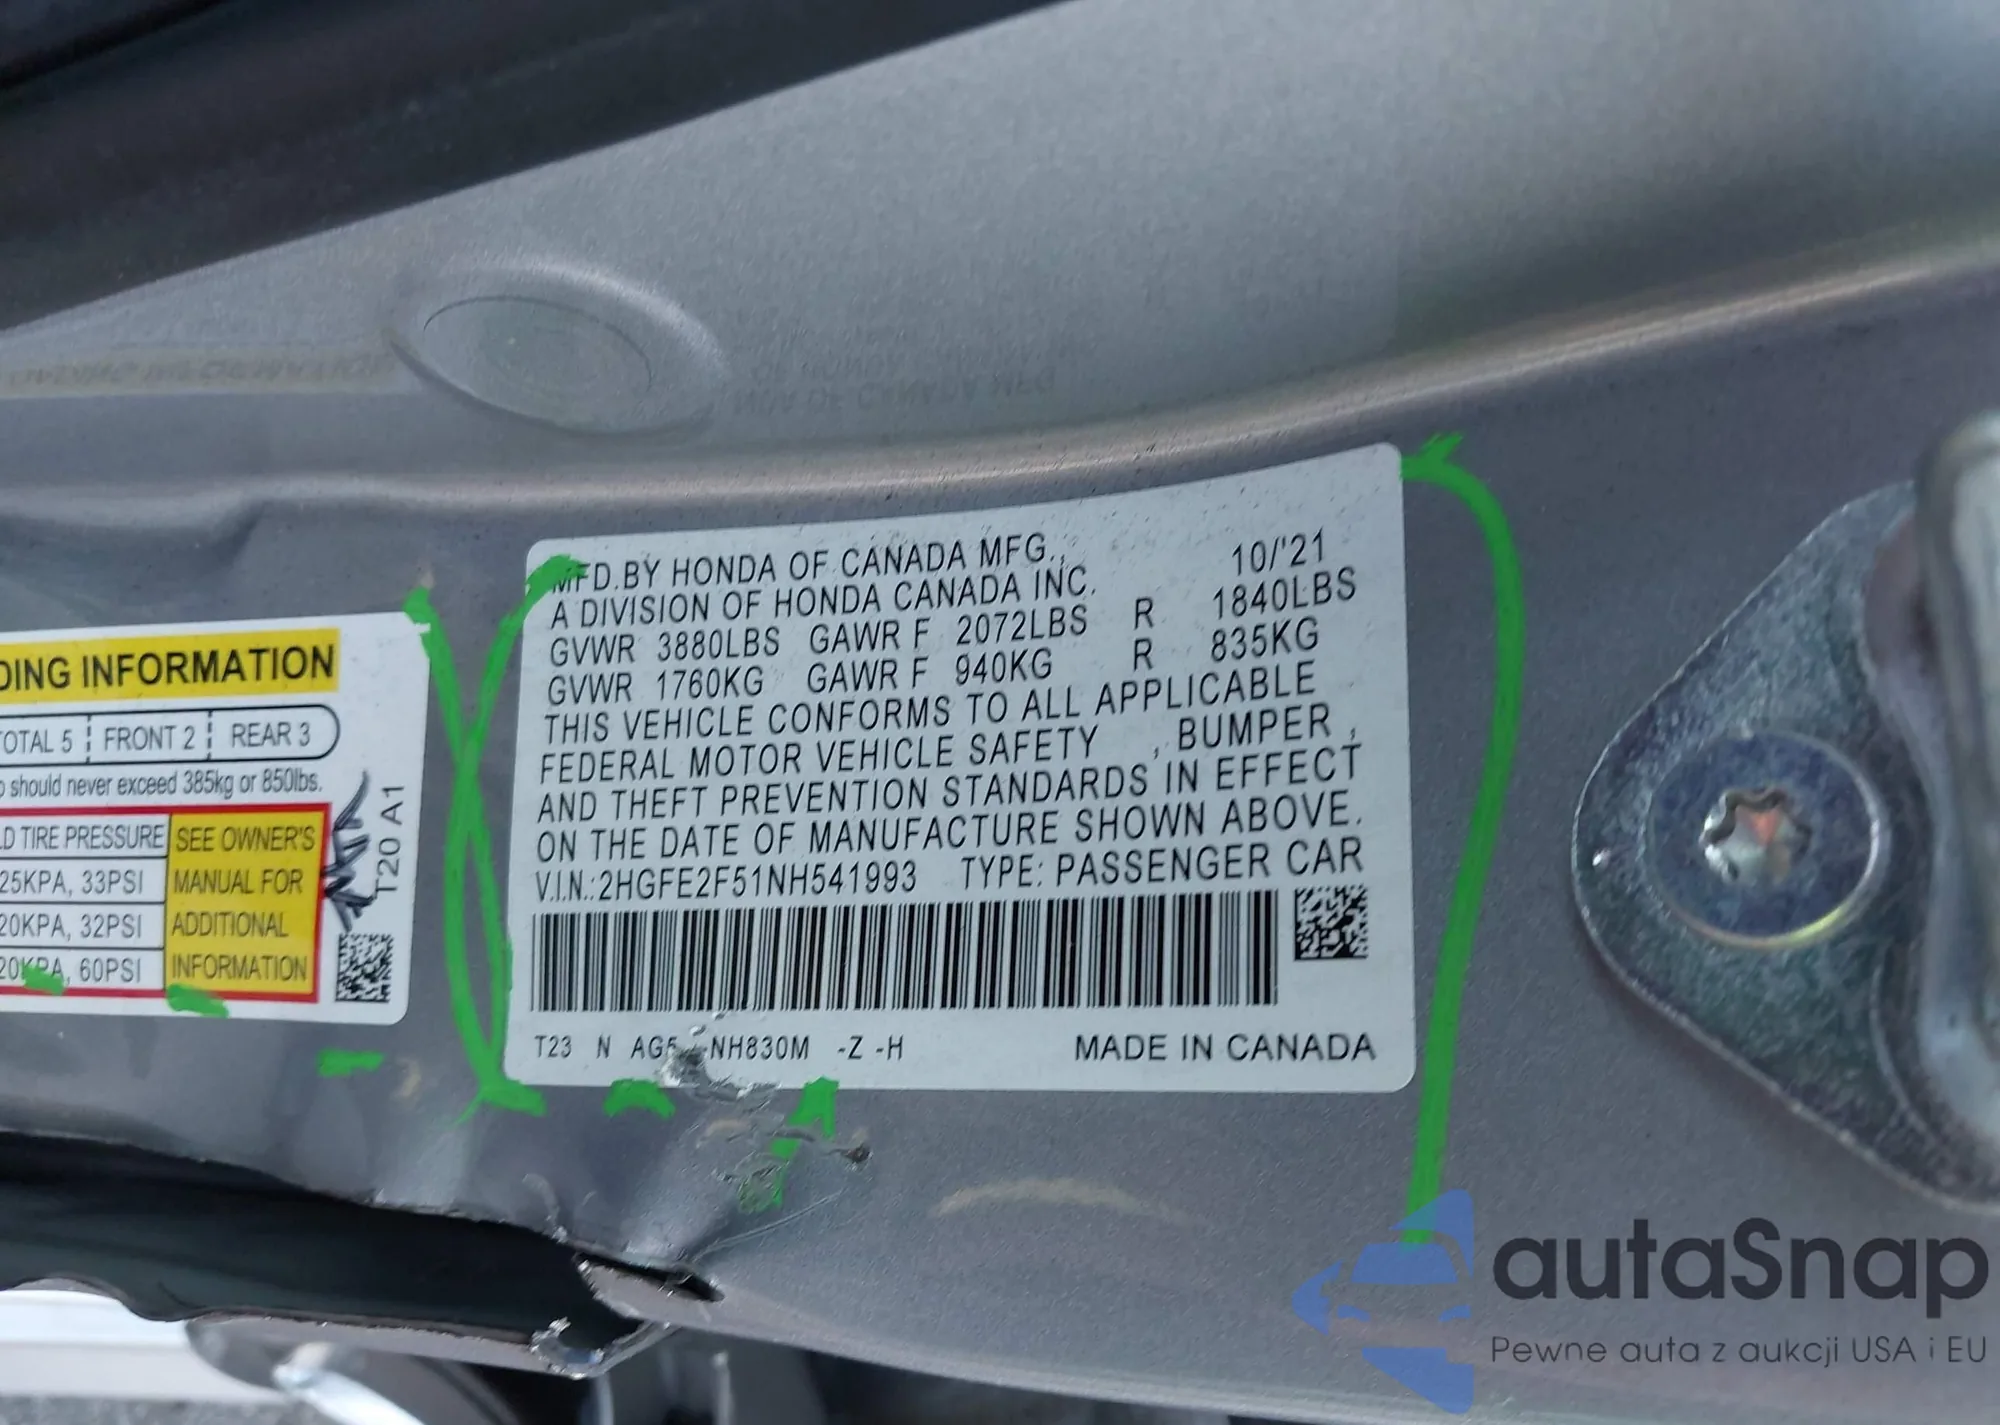 DING INFORMATION
TOTAL 5 FRONT 2 REAR 3
should never exceed 385kg or 850lbs.
LD TIRE PRESSURE
25KPA, 33PSI
20KPA, 32PSI
20KPA, 60PSI
SEE OWNER'S
MANUAL FOR
ADDITIONAL
INFORMATION
T20 A1
MFD.BY HONDA OF CANADA MFG., 10/'21
A DIVISION OF HONDA CANADA INC.
GVWR 3880LBS GAWR F 2072LBS R 1840LBS
GVWR 1760KG GAWR F 940KG R 835KG
THIS VEHICLE CONFORMS TO ALL APPLICABLE
FEDERAL MOTOR VEHICLE SAFETY , BUMPER ,
AND THEFT PREVENTION STANDARDS IN EFFECT
ON THE DATE OF MANUFACTURE SHOWN ABOVE.
V.I.N.:2HGFE2F51NH541993 TYPE: PASSENGER CAR
T23 N AG5 -NH830M -Z -H MADE IN CANADA
autaSnap
Pewne auta z aukcji USA i EU